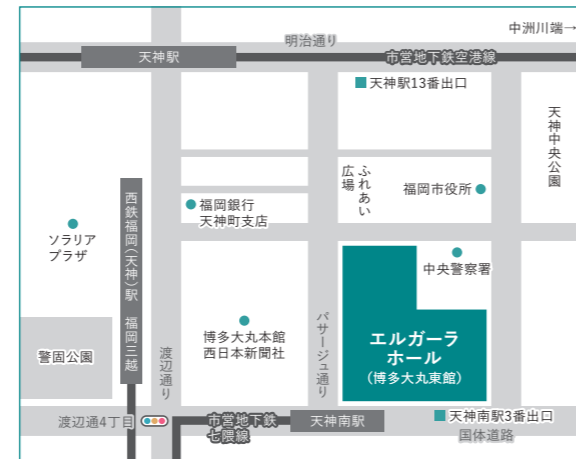 中洲川端→
明治通り
天神駅
市営地下鉄空港線
天神駅13番出口
天神中央公園
ふれあい
広場
福岡市役所
福岡銀行
天神町支店
西鉄福岡(天神)駅 福岡三越
ソラリア
プラザ
中央警察署
エルガーラ
ホール
(博多大丸東館)
博多大丸本館
西日本新聞社
パサージュ通り
渡辺通り
警固公園
渡辺通4丁目
市営地下鉄
七隈線
天神南駅
天神南駅3番出口
国体道路